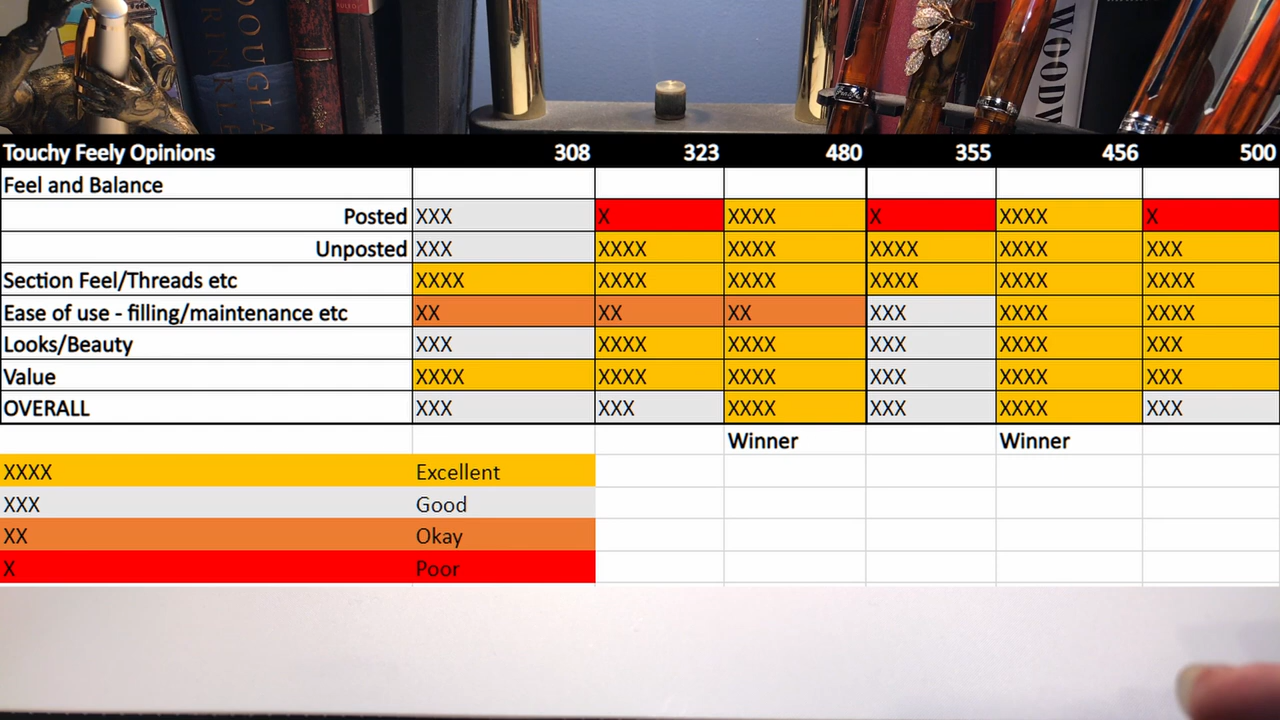 DOUGLA
BRINKLE
WOODW
Touchy Feely Opinions 308 323 480 355 456 500
Feel and Balance
Posted XXX X XXXX X XXXX X
Unposted XXX XXXX XXXX XXXX XXXX XXX
Section Feel/Threads etc XXXX XXXX XXXX XXXX XXXX XXXX
Ease of use - filling/maintenance etc XX XX XX XXX XXXX XXXX
Looks/Beauty XXX XXXX XXXX XXX XXXX XXX
Value XXXX XXXX XXXX XXX XXXX XXX
OVERALL XXX XXX XXXX XXX XXXX XXX
Winner Winner
XXXX Excellent
XXX Good
XX Okay
X Poor